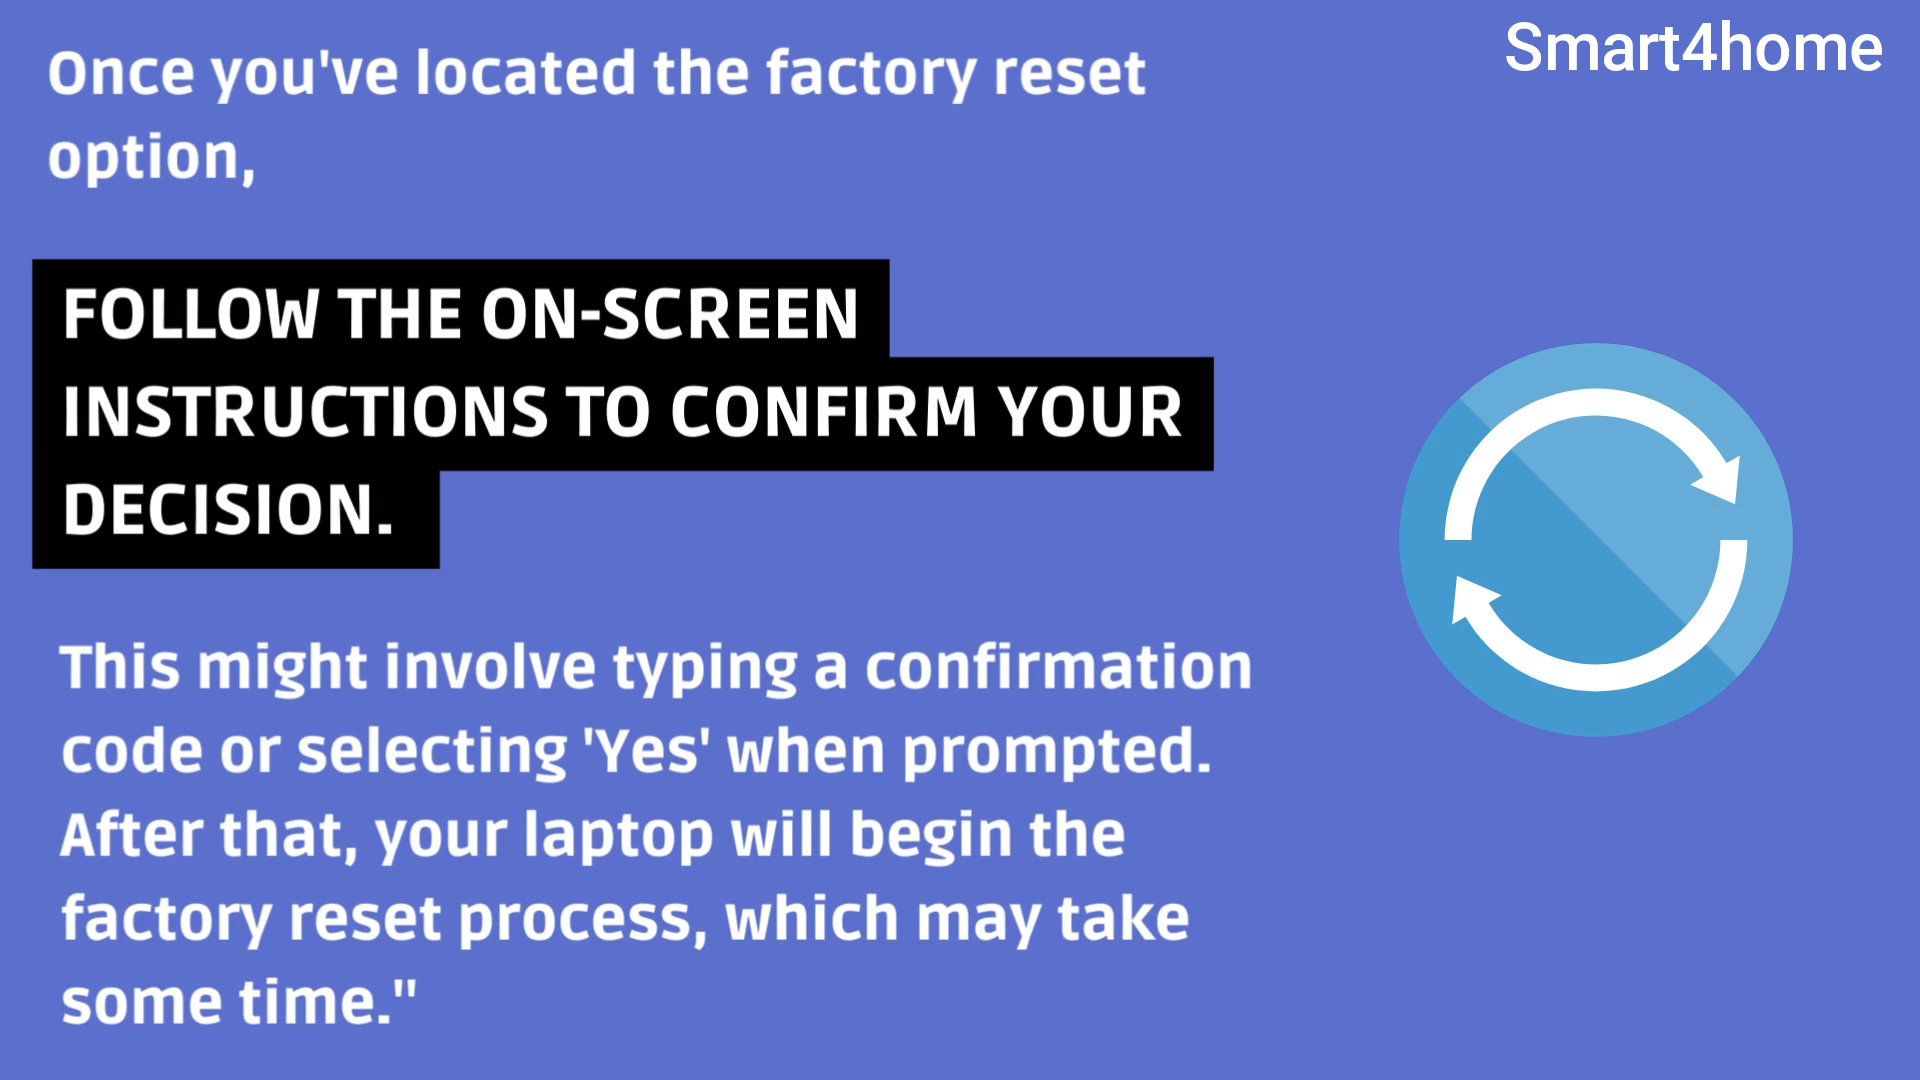 Smart4home
Once you've located the factory reset
option,
FOLLOW THE ON-SCREEN
INSTRUCTIONS TO CONFIRM YOUR
DECISION.
This might involve typing a confirmation
code or selecting 'Yes' when prompted.
After that, your laptop will begin the
factory reset process, which may take
some time."